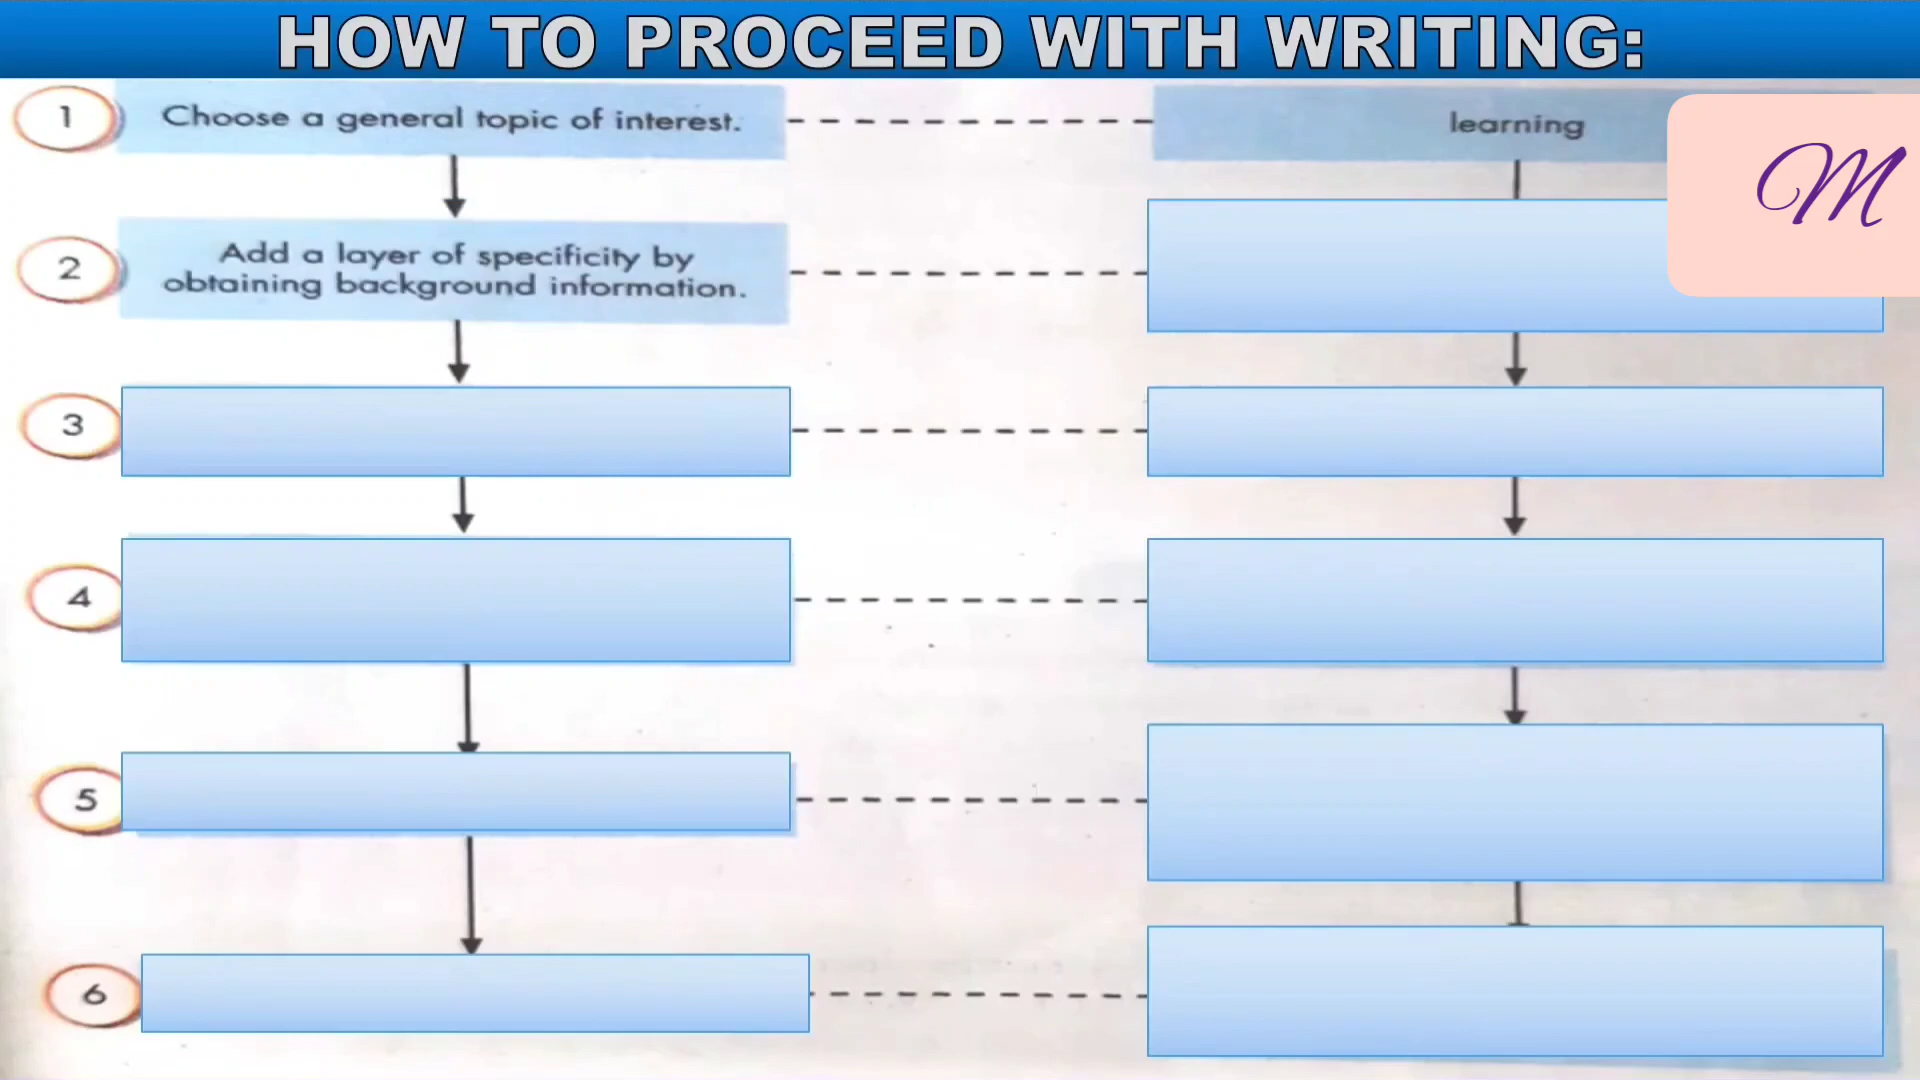 HOW TO PROCEED WITH WRITING:
1 Choose a general topic of interest.
learning
M
2 Add a layer of specificity by
obtaining background information.
3
4
5
6